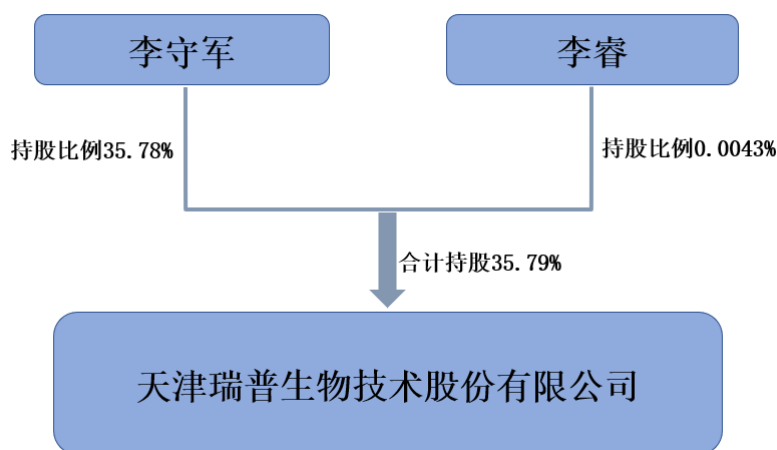 李守军
李睿
持股比例35.78%
持股比例0.0043%
合计持股35.79%
天津瑞普生物技术股份有限公司